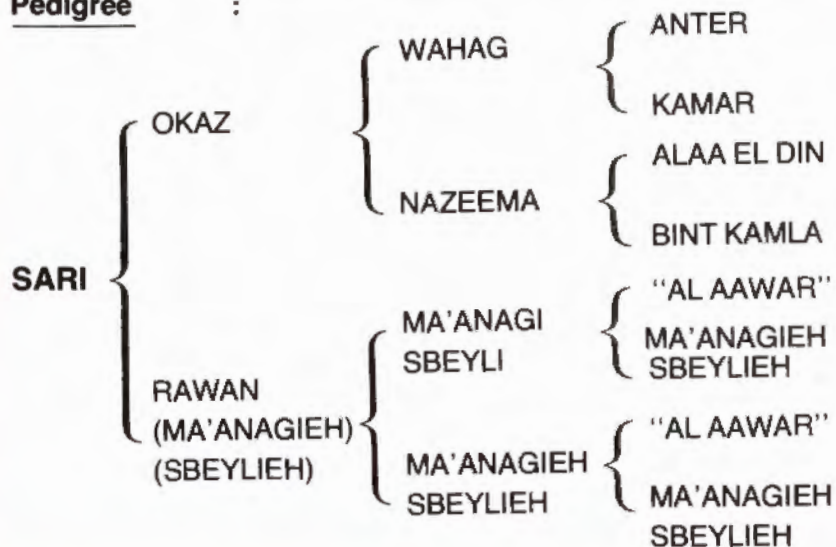 Pedigree :
ANTER
WAHAG
KAMAR
OKAZ
ALAA EL DIN
NAZEEMA
BINT KAMLA
SARI
"AL AAWAR"
MA'ANAGI
SBEYLI
MA'ANAGIEH
SBEYLIEH
RAWAN
(MA'ANAGIEH)
(SBEYLIEH)
"AL AAWAR"
MA'ANAGIEH
SBEYLIEH
MA'ANAGIEH
SBEYLIEH